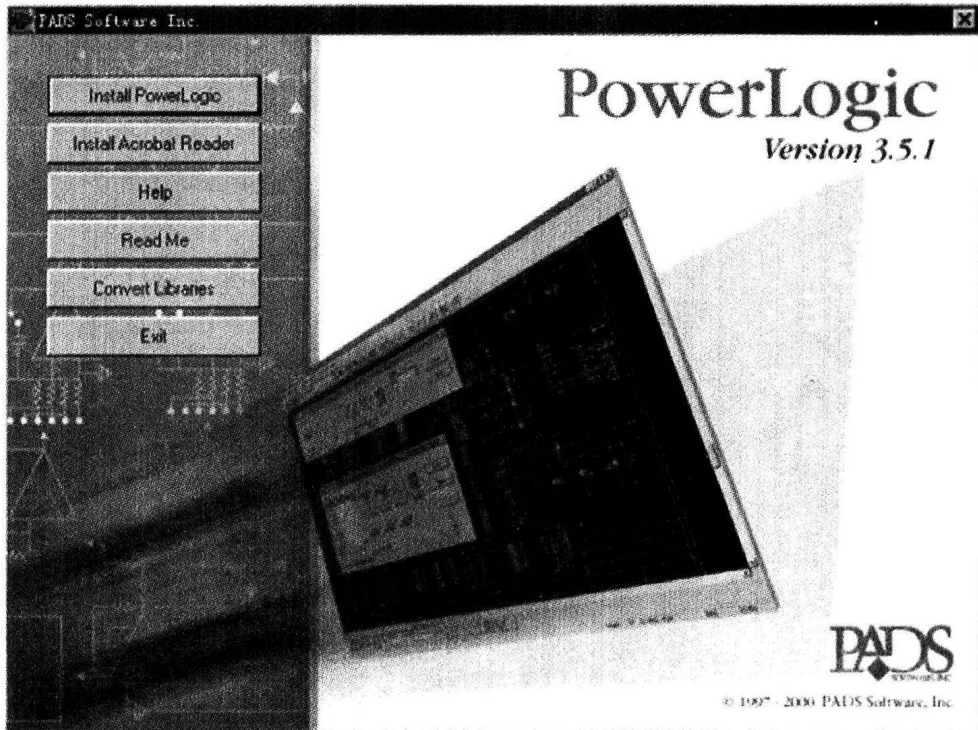 PADS Software Inc.
Install PowerLogic
Install Acrobat Reader
Help
Read Me
Convert Libraries
Exit
PowerLogic
Version 3.5.1
PADS
© 1997 - 2000 PADS Software, Inc.